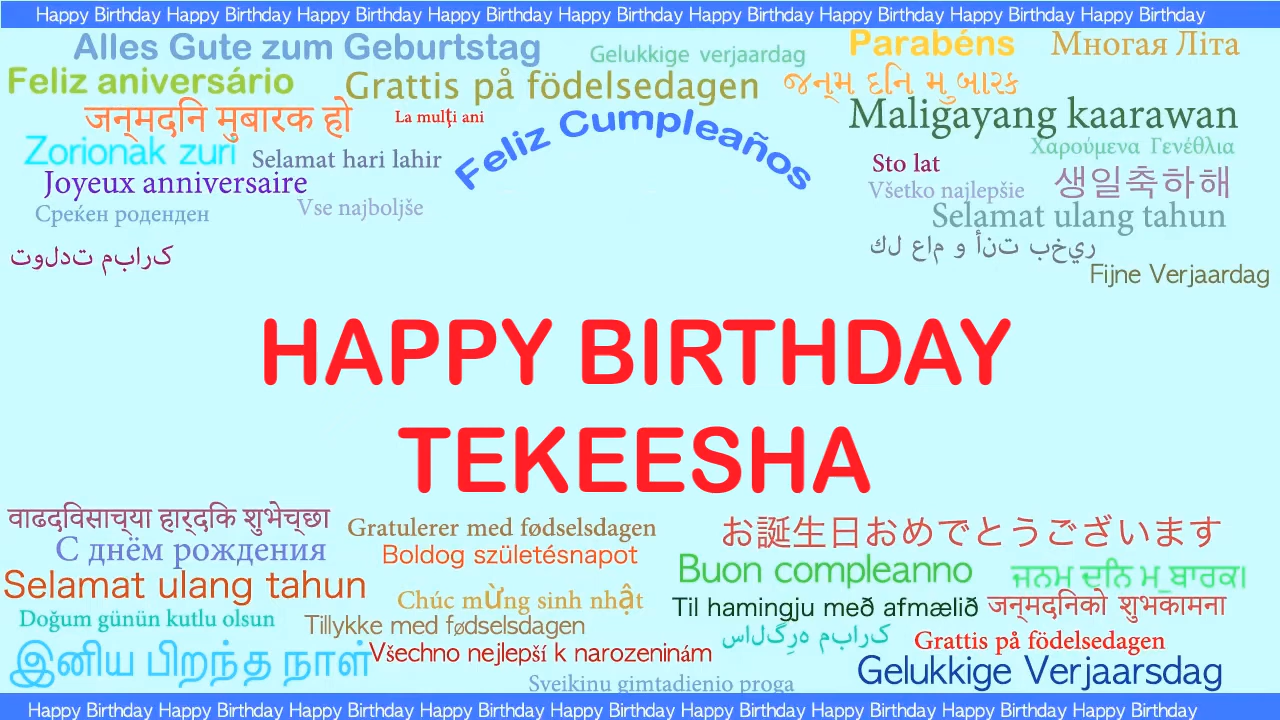 Happy Birthday Happy Birthday Happy Birthday Happy Birthday Happy Birthday Happy Birthday Happy Birthday Happy Birthday Happy Birthday
Alles Gute zum Geburtstag
Gelukkige verjaardag
Parabéns
Многая Літа
Feliz aniversário
Grattis på födelsedagen
જન્મ દનિ મુબારક
जन्मदनि मुबारक हो
La mulţi ani
Feliz Cumpleaños
Maligayang kaarawan
Zorionak zuri
Selamat hari lahir
Χαρούμενα Γενέθλια
Sto lat
Joyeux anniversaire
Všetko najlepšie
생일축하해
Среќен роденден
Vse najboljše
Selamat ulang tahun
تولدت مبارک
كل عام و أنت بخير
Fijne Verjaardag
HAPPY BIRTHDAY
TEKEESHA
वाढदविसाच्या हार्दकि शुभेच्छा
Gratulerer med fødselsdagen
お誕生日おめでとうございます
С днём рождения
Boldog születésnapot
Buon compleanno
ਜਨਮ ਦਨਿ ਮੁਬਾਰਕ।
Selamat ulang tahun
Chúc mừng sinh nhật
Til hamingju með afmælið
जन्मदनिको शुभकामना
Doğum günün kutlu olsun
Tillykke med fødselsdagen
سالگرہ مبارک
Grattis på födelsedagen
இனிய பிறந்த நாள்
Všechno nejlepší k narozeninám
Gelukkige Verjaarsdag
Sveikinu gimtadienio proga
Happy Birthday Happy Birthday Happy Birthday Happy Birthday Happy Birthday Happy Birthday Happy Birthday Happy Birthday Happy Birthday